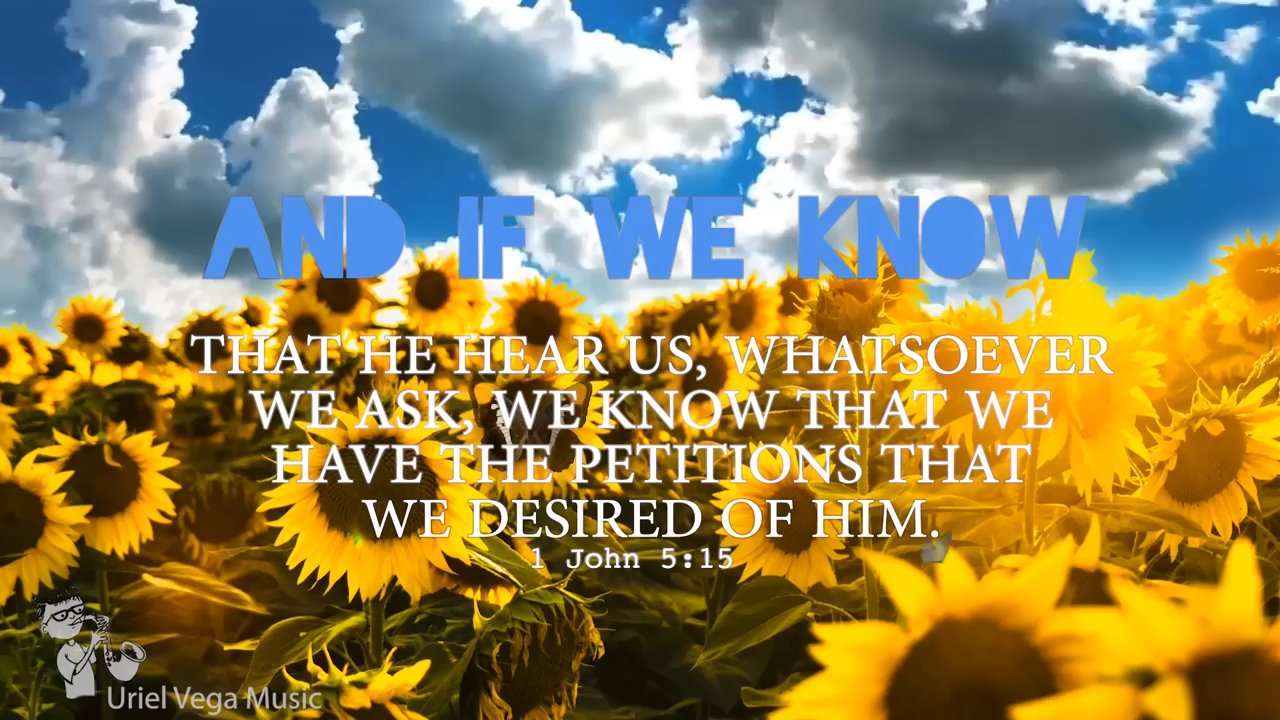 AND IF WE KNOW
THAT HE HEAR US, WHATSOEVER
WE ASK, WE KNOW THAT WE
HAVE THE PETITIONS THAT
WE DESIRED OF HIM.
1 John 5:15
Uriel Vega Music